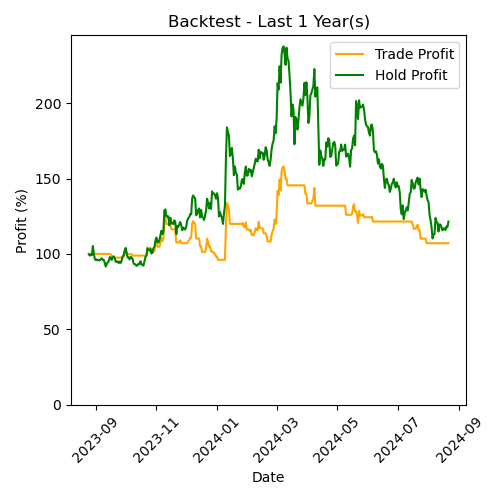 Backtest - Last 1 Year(s)
Trade Profit
Hold Profit
Profit (%)
200
150
100
50
0
2023-09
2023-11
2024-01
2024-03
2024-05
2024-07
2024-09
Date